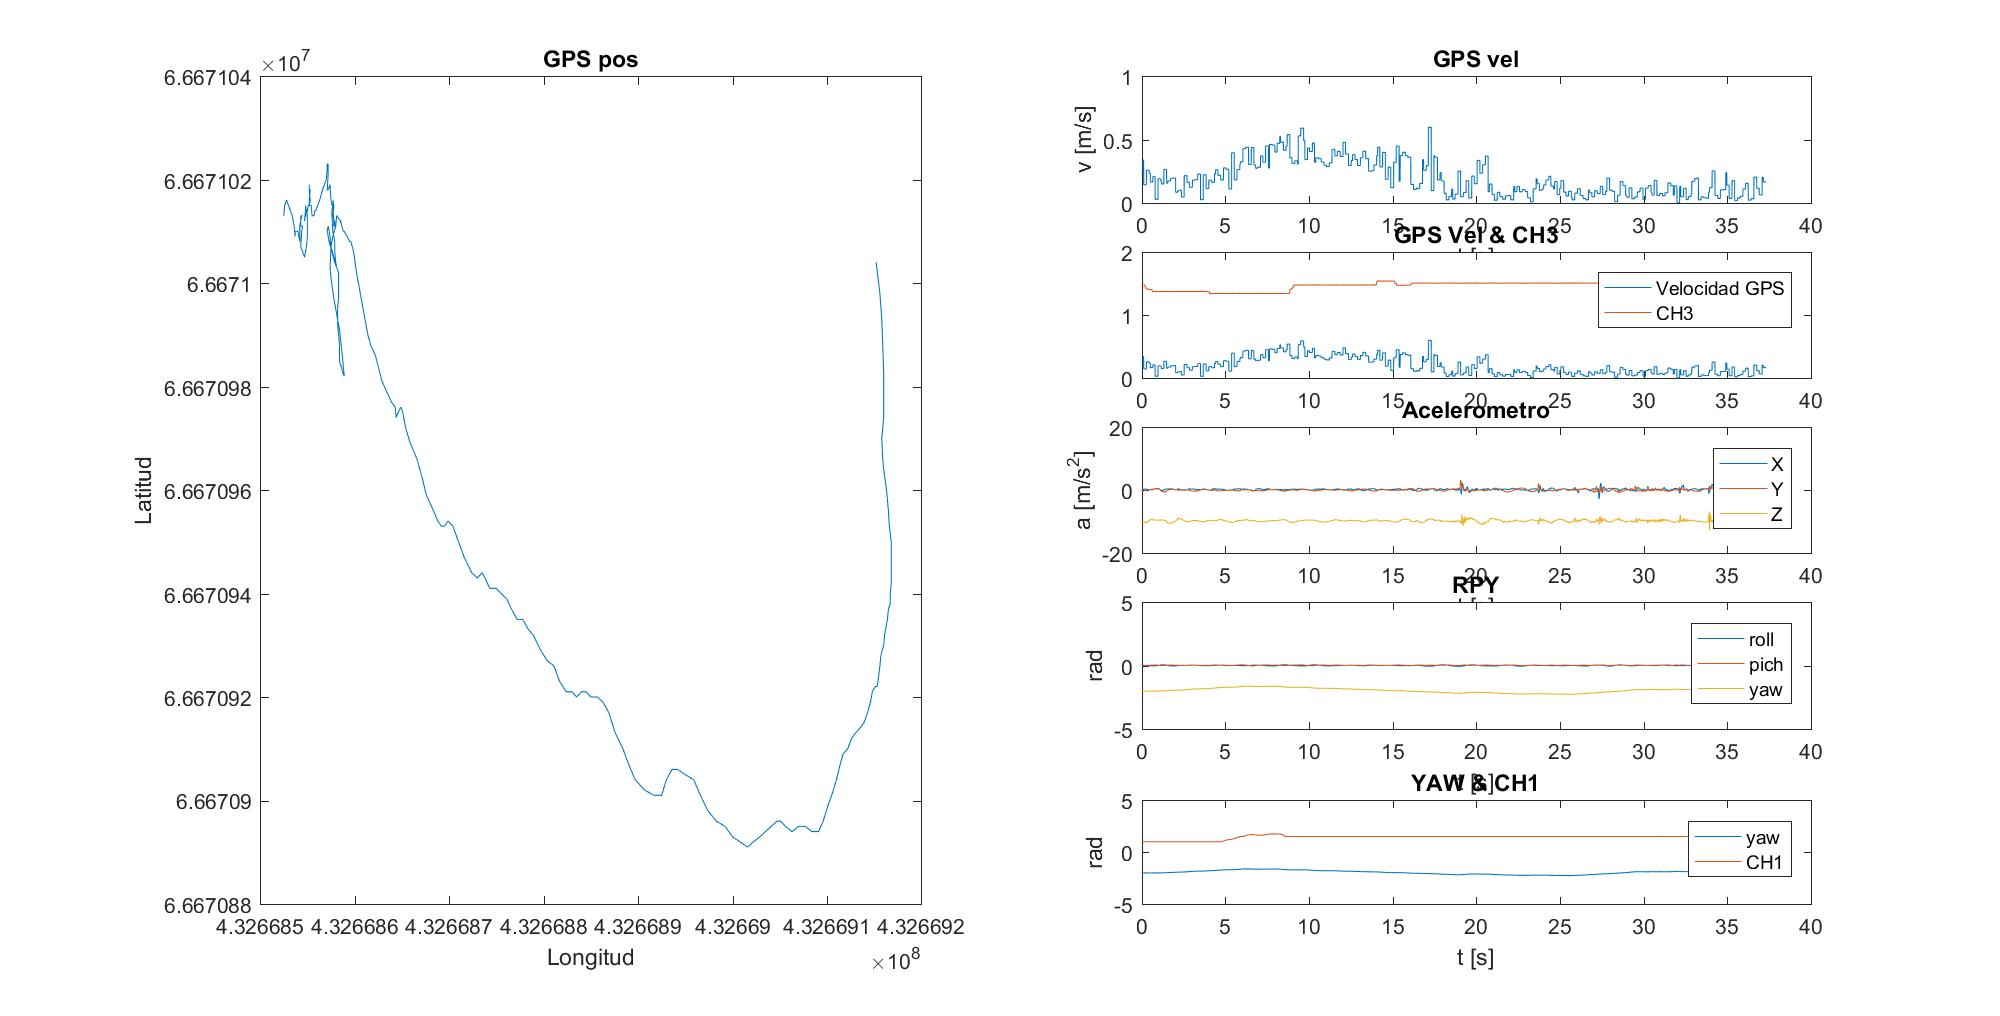 GPS pos
×10^7
6.667104
6.667102
6.6671
6.667098
6.667096
6.667094
6.667092
6.66709
6.667088
Latitud
4.326685 4.326686 4.326687 4.326688 4.326689 4.32669 4.326691 4.326692
Longitud
×10^8
GPS vel
v [m/s]
1
0.5
0
0 5 10 15 20 25 30 35 40
t [s]
GPS Vel & CH3
2
1
0
Velocidad GPS
CH3
0 5 10 15 20 25 30 35 40
Acelerometro
a [m/s^2]
20
0
-20
X
Y
Z
0 5 10 15 20 25 30 35 40
t [s]
RPY
rad
5
0
-5
roll
pich
yaw
0 5 10 15 20 25 30 35 40
t [s]
YAW & CH1
rad
5
0
-5
yaw
CH1
0 5 10 15 20 25 30 35 40
t [s]